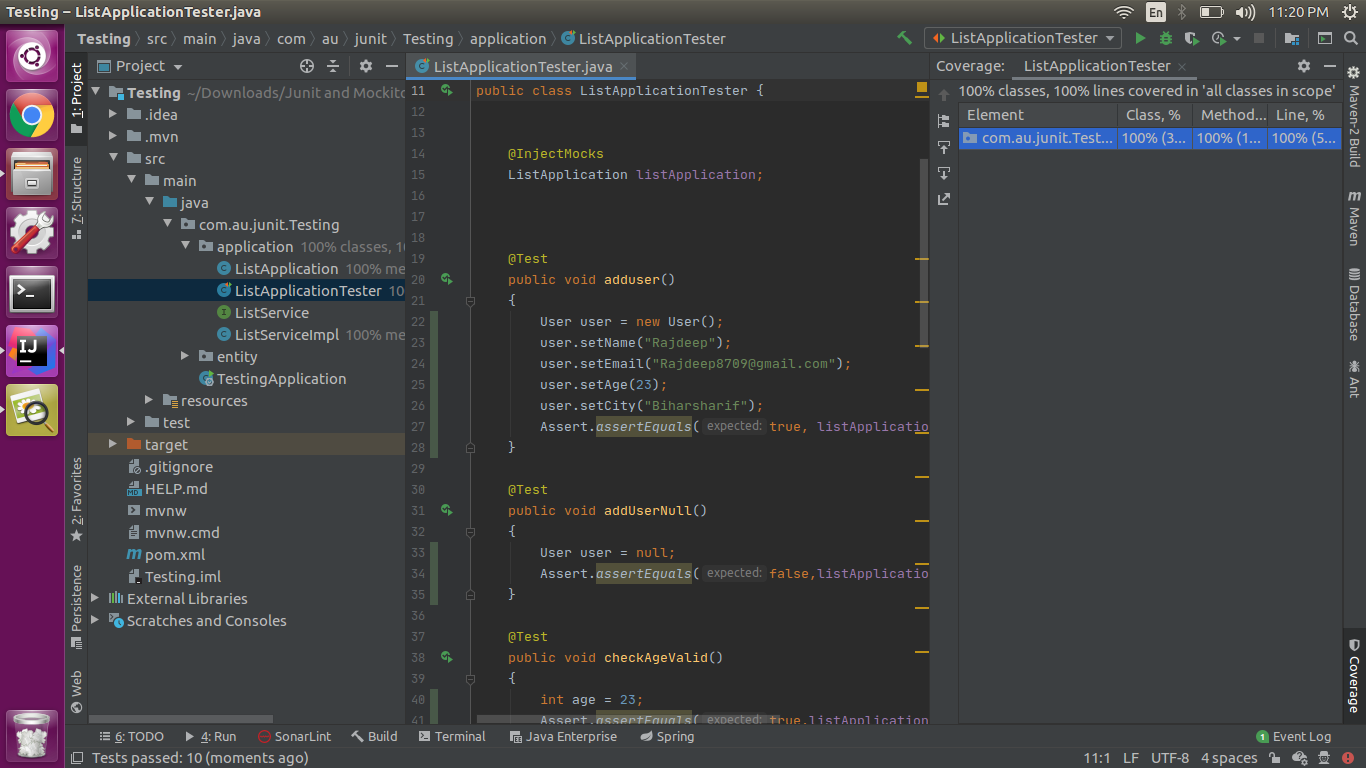 Testing – ListApplicationTester.java
En
11:20 PM
Testing
src
main
java
com
au
junit
Testing
application
ListApplicationTester
ListApplicationTester
1: Project
7: Structure
2: Favorites
Persistence
Web
Project
Testing ~/Downloads/Junit and Mockito
.idea
.mvn
src
main
java
com.au.junit.Testing
application 100% classes, 10
ListApplication 100% me
ListApplicationTester 10
ListService
ListServiceImpl 100% me
entity
TestingApplication
resources
test
target
.gitignore
HELP.md
mvnw
mvnw.cmd
pom.xml
Testing.iml
External Libraries
Scratches and Consoles
ListApplicationTester.java
11 public class ListApplicationTester {
12
13
14 @InjectMocks
15 ListApplication listApplication;
16
17
18
19 @Test
20 public void adduser()
21 {
22 User user = new User();
23 user.setName("Rajdeep");
24 user.setEmail("Rajdeep8709@gmail.com");
25 user.setAge(23);
26 user.setCity("Biharsharif");
27 Assert.assertEquals( expected: true, listApplicatio
28 }
29
30 @Test
31 public void addUserNull()
32 {
33 User user = null;
34 Assert.assertEquals( expected: false,listApplicatio
35 }
36
37 @Test
38 public void checkAgeValid()
39 {
40 int age = 23;
41 Assert.assertEquals( expected: true,listApplication
Coverage:
ListApplicationTester
100% classes, 100% lines covered in 'all classes in scope'
Element Class, % Method... Line, %
com.au.junit.Test... 100% (3... 100% (1... 100% (5...
Maven-2 Build
Maven
Database
Ant
Coverage
6: TODO
4: Run
SonarLint
Build
Terminal
Java Enterprise
Spring
1 Event Log
Tests passed: 10 (moments ago)
11:1 LF UTF-8 4 spaces